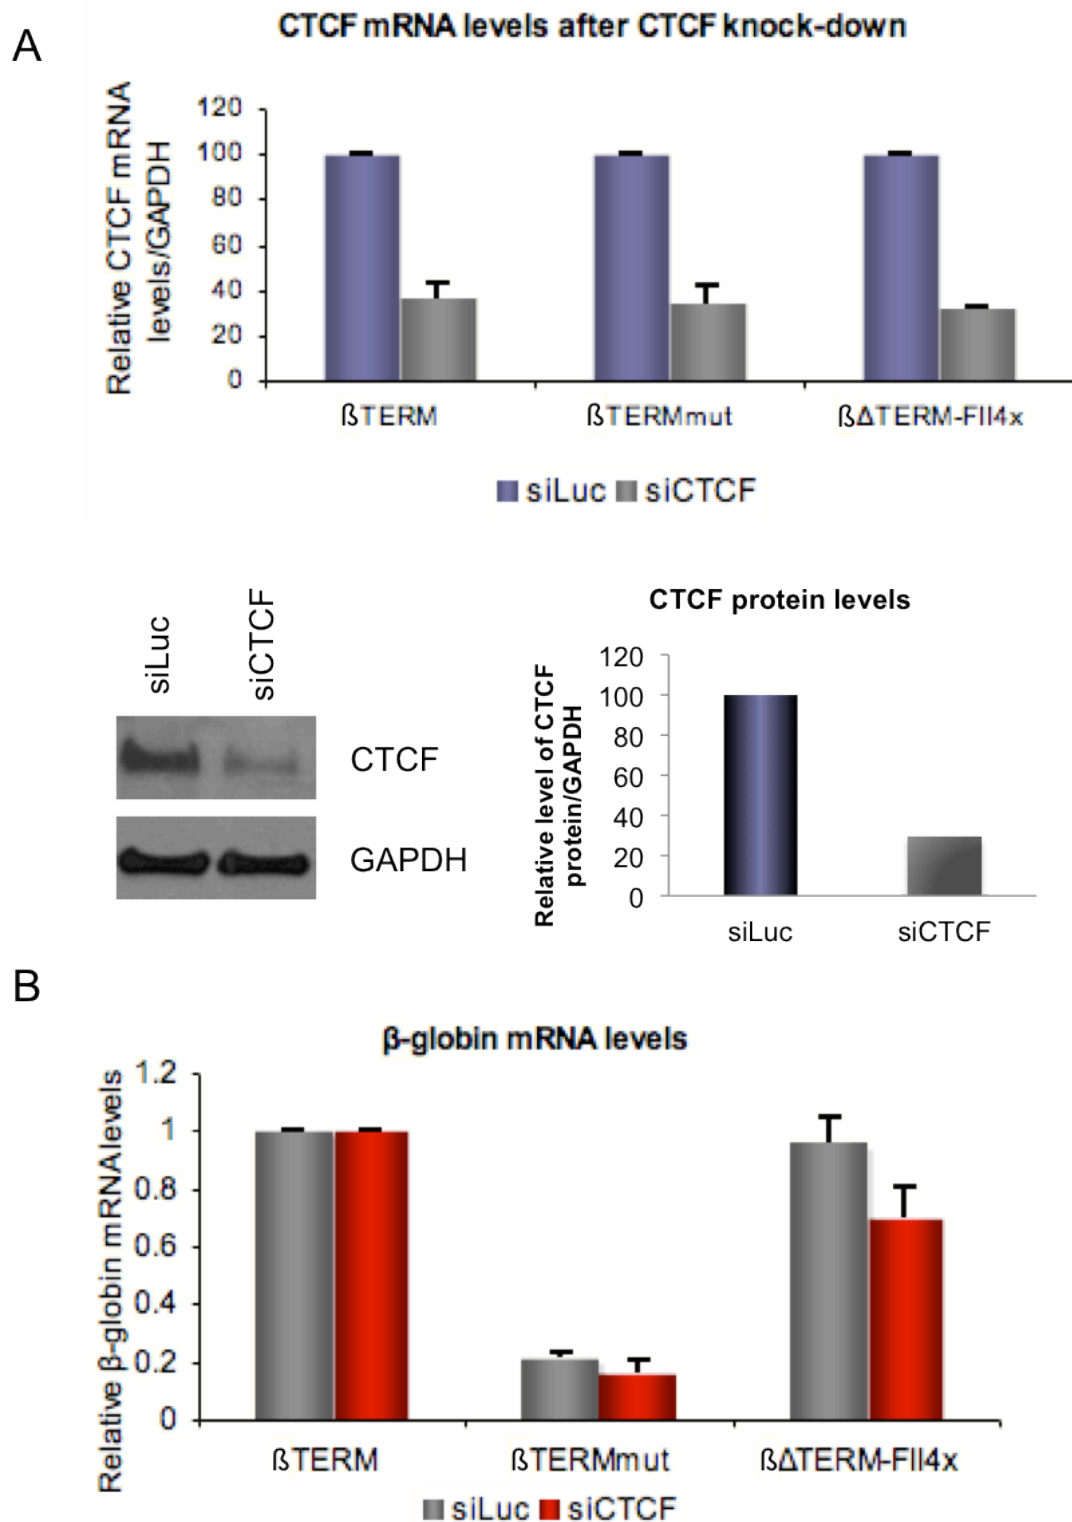 A
CTCF mRNA levels after CTCF knock-down
Relative CTCF mRNA
levels/GAPDH
120
100
80
60
40
20
0
ßTERM
ßTERMmut
ßΔTERM-FII4x
siLuc
siCTCF
siLuc
siCTCF
CTCF
GAPDH
CTCF protein levels
Relative level of CTCF
protein/GAPDH
120
100
80
60
40
20
0
siLuc
siCTCF
B
β-globin mRNA levels
Relative β-globin mRNA levels
1.2
1
0.8
0.6
0.4
0.2
0
ßTERM
ßTERMmut
ßΔTERM-FII4x
siLuc
siCTCF